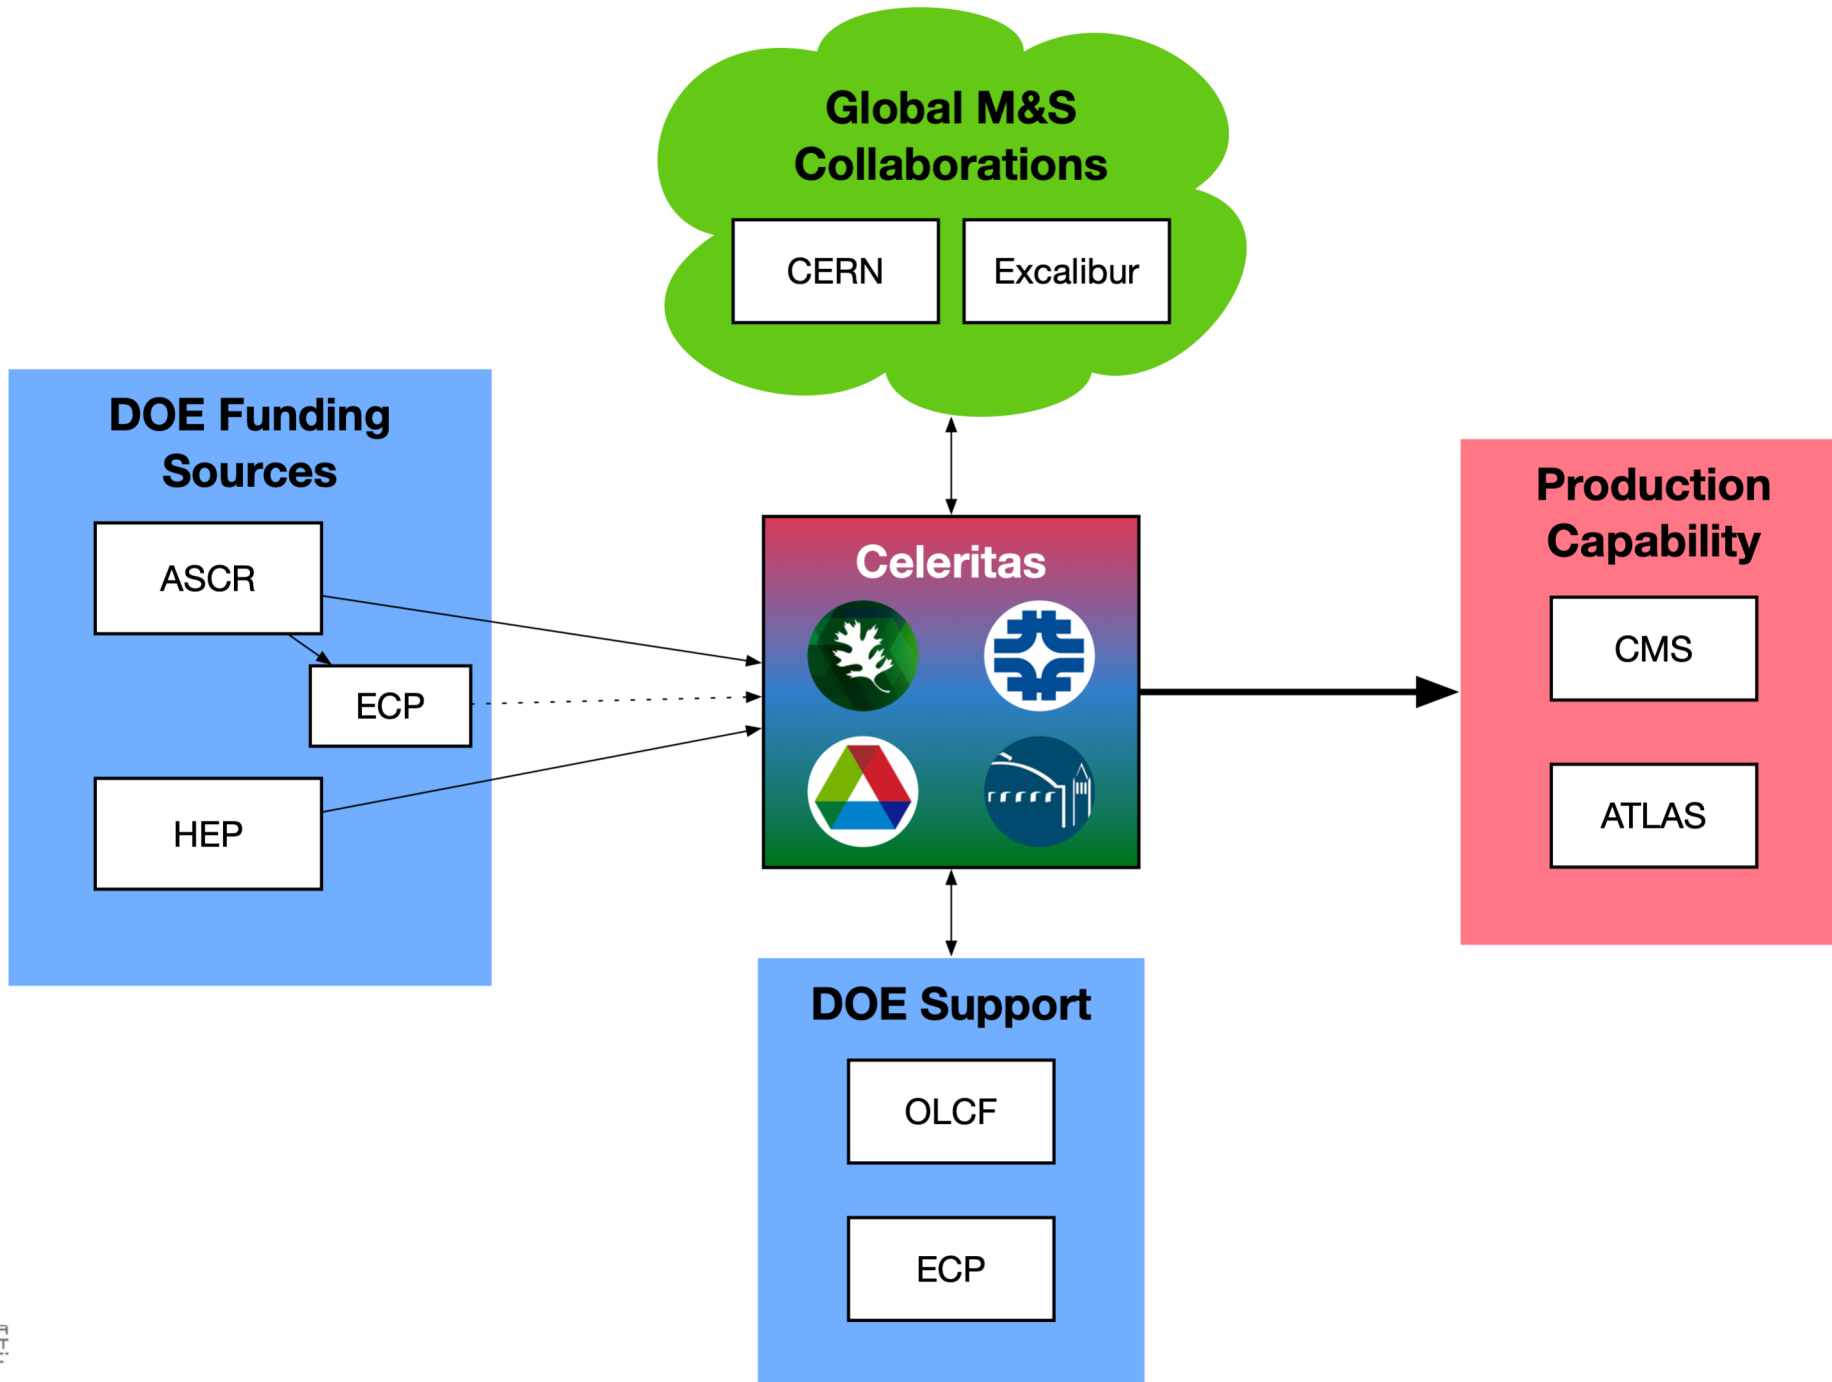 Global M&S
Collaborations
CERN
Excalibur
DOE Funding
Sources
ASCR
ECP
HEP
Celeritas
Production
Capability
CMS
ATLAS
DOE Support
OLCF
ECP